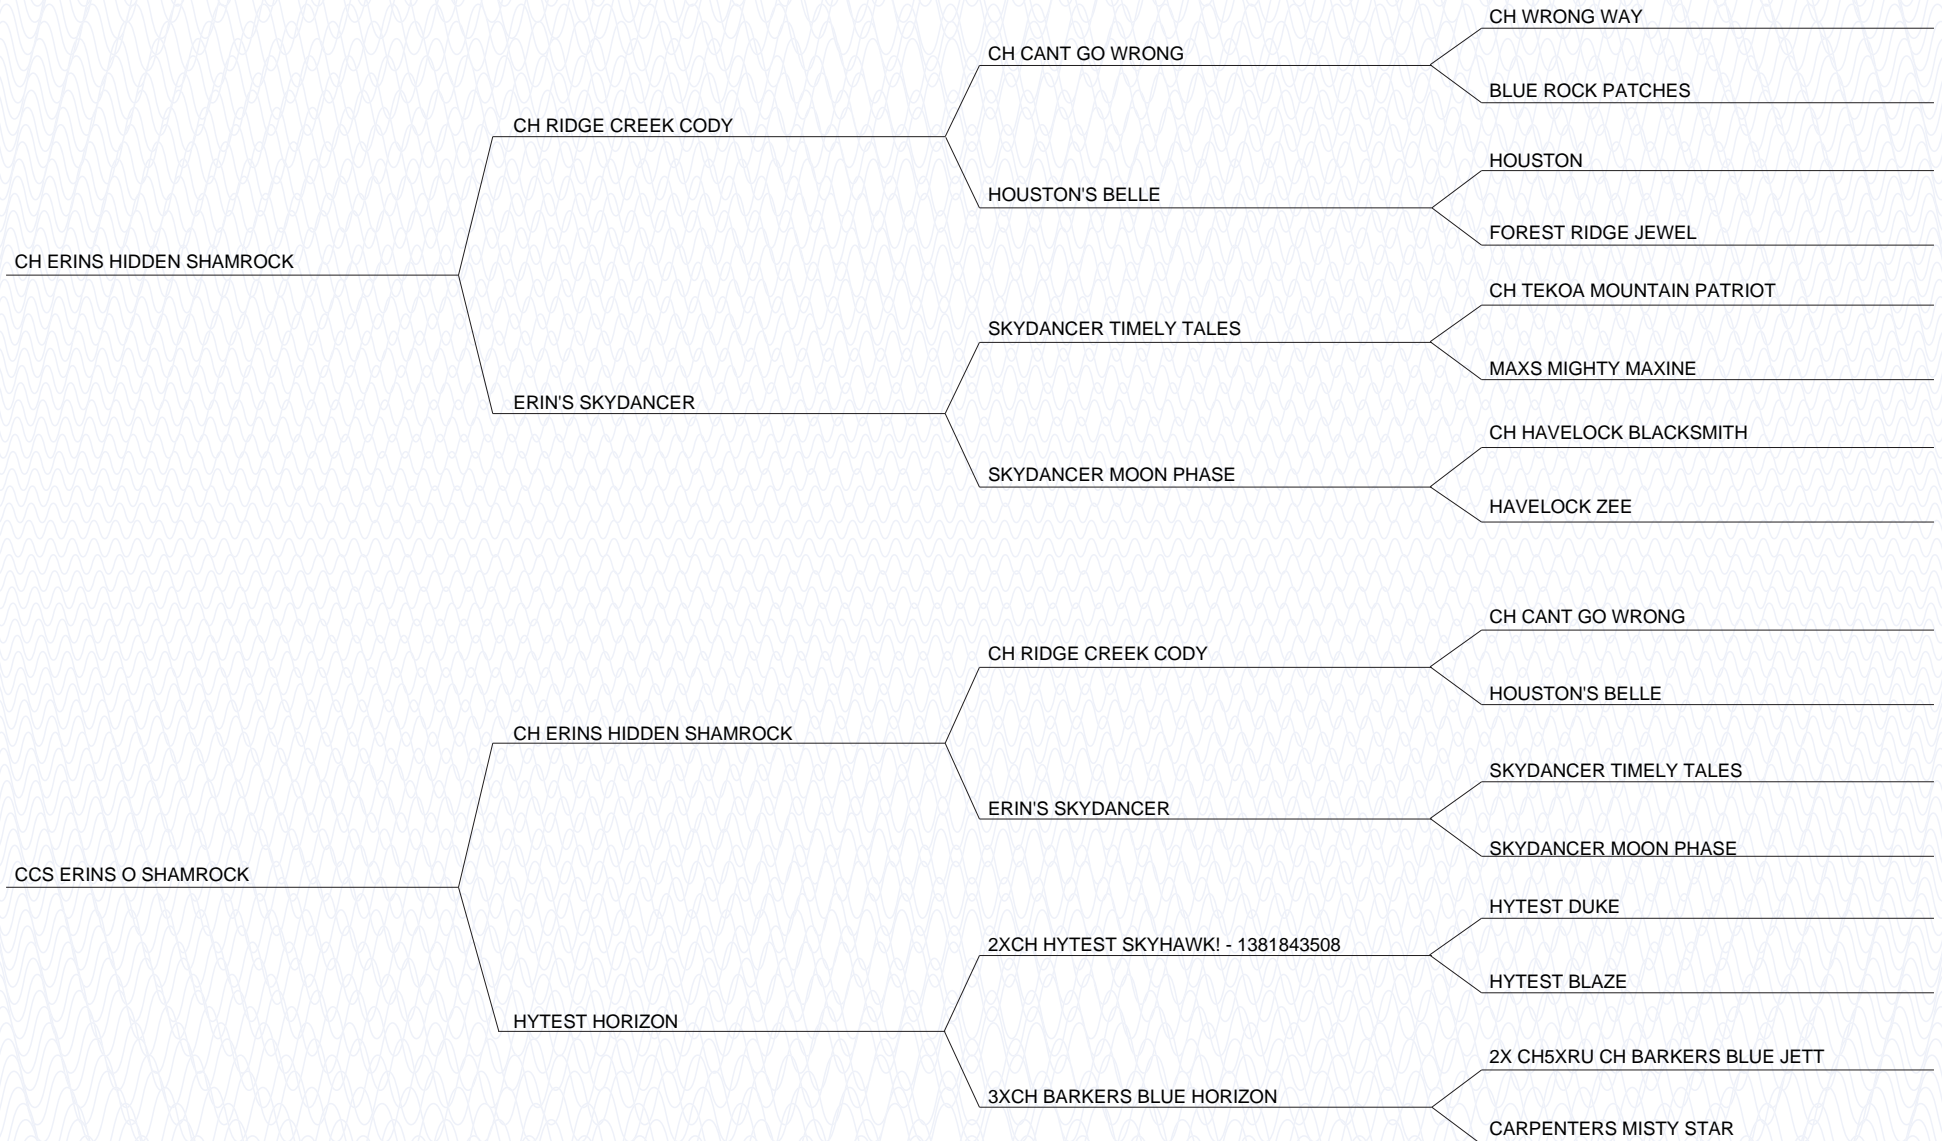 CH WRONG WAY
CH CANT GO WRONG
BLUE ROCK PATCHES
CH RIDGE CREEK CODY
HOUSTON
HOUSTON'S BELLE
FOREST RIDGE JEWEL
CH ERINS HIDDEN SHAMROCK
CH TEKOA MOUNTAIN PATRIOT
SKYDANCER TIMELY TALES
MAXS MIGHTY MAXINE
ERIN'S SKYDANCER
CH HAVELOCK BLACKSMITH
SKYDANCER MOON PHASE
HAVELOCK ZEE
CH CANT GO WRONG
CH RIDGE CREEK CODY
HOUSTON'S BELLE
CH ERINS HIDDEN SHAMROCK
SKYDANCER TIMELY TALES
ERIN'S SKYDANCER
SKYDANCER MOON PHASE
CCS ERINS O SHAMROCK
HYTEST DUKE
2XCH HYTEST SKYHAWK! - 1381843508
HYTEST BLAZE
HYTEST HORIZON
2X CH5XRU CH BARKERS BLUE JETT
3XCH BARKERS BLUE HORIZON
CARPENTERS MISTY STAR